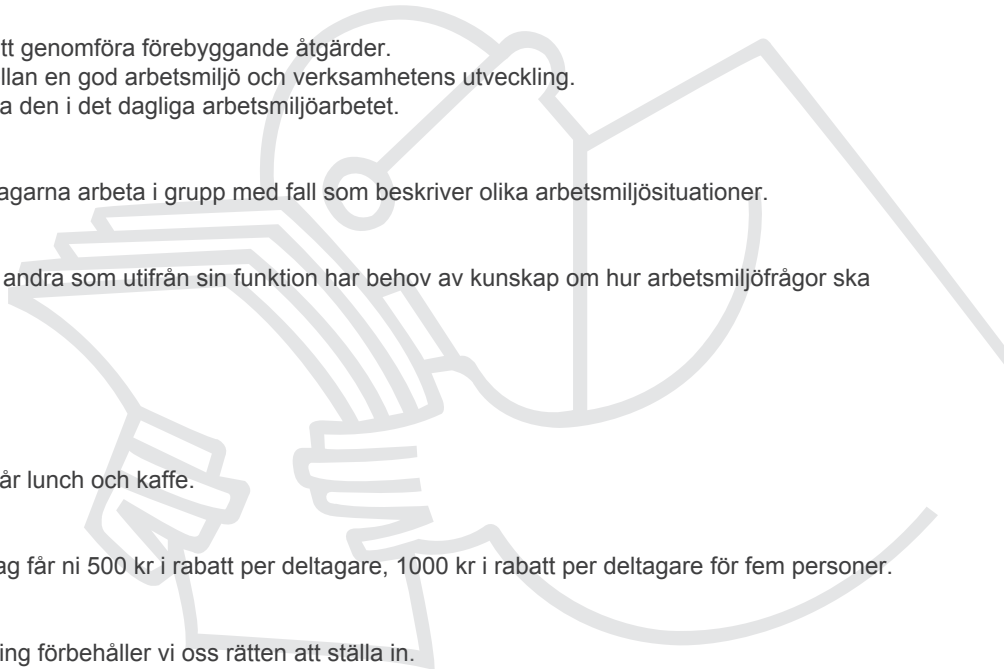 tt genomföra förebyggande åtgärder.
llan en god arbetsmiljö och verksamhetens utveckling.
a den i det dagliga arbetsmiljöarbetet.
agarna arbeta i grupp med fall som beskriver olika arbetsmiljösituationer.
andra som utifrån sin funktion har behov av kunskap om hur arbetsmiljöfrågor ska
år lunch och kaffe.
ag får ni 500 kr i rabatt per deltagare, 1000 kr i rabatt per deltagare för fem personer.
ing förbehåller vi oss rätten att ställa in.